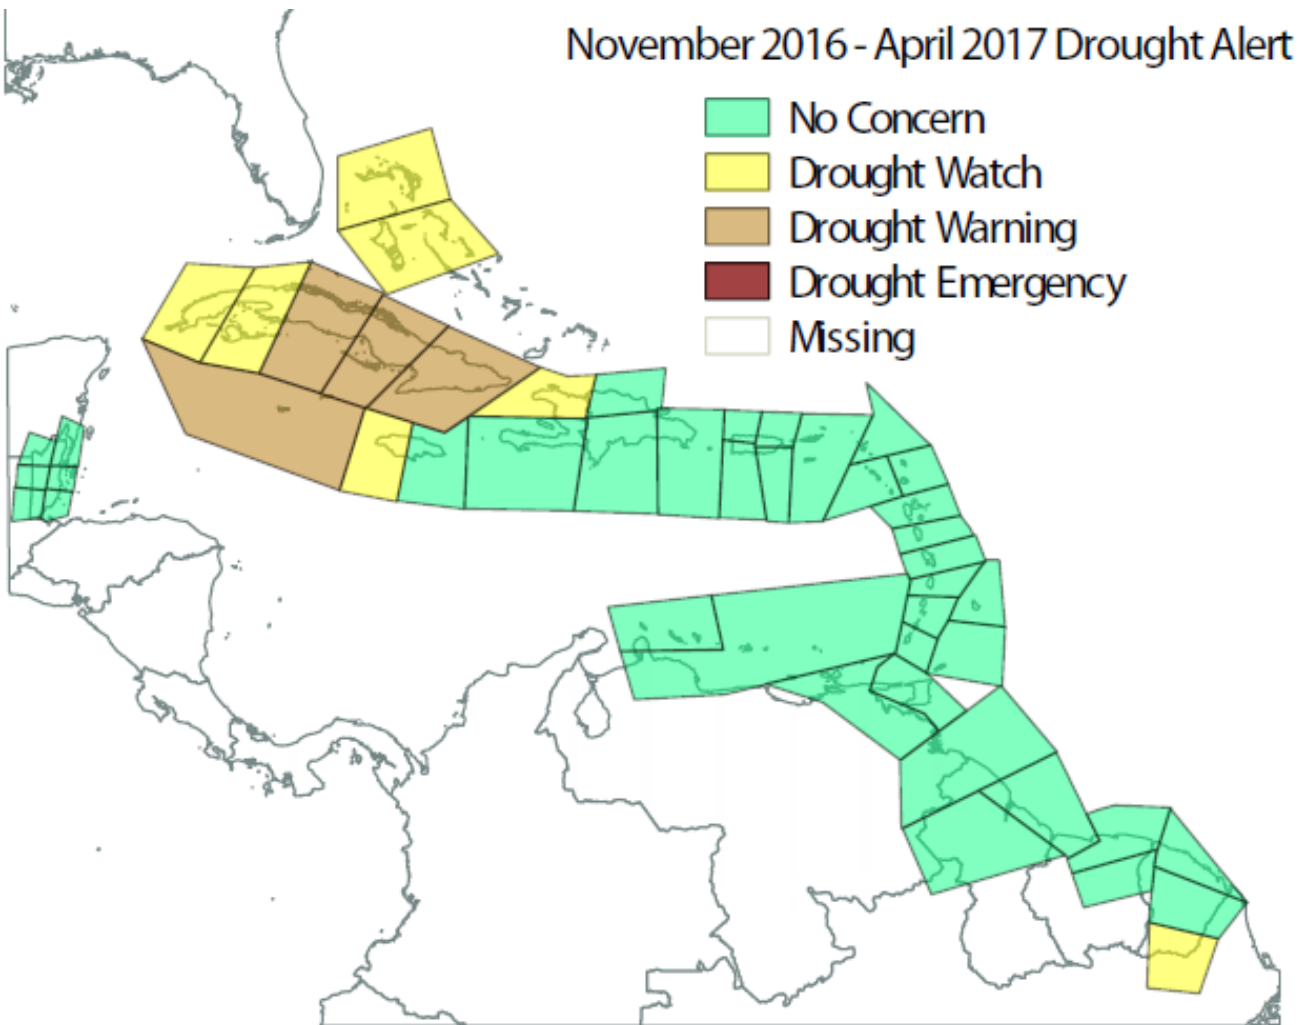 November 2016 - April 2017 Drought Alert
No Concern
Drought Watch
Drought Warning
Drought Emergency
Missing